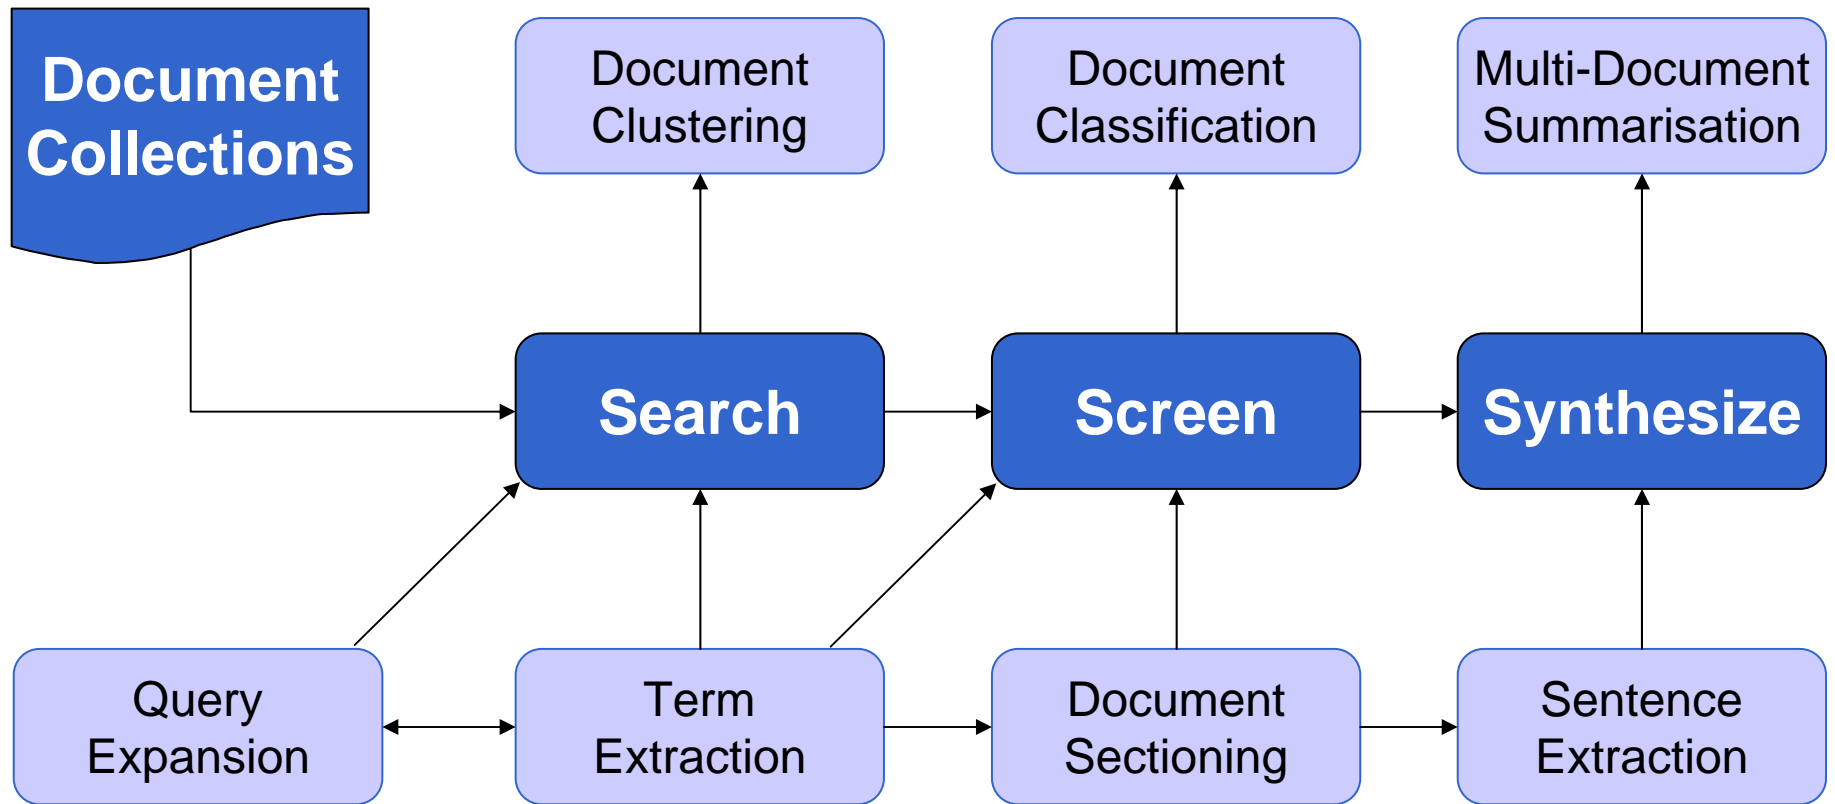 Document
Collections
Document
Clustering
Document
Classification
Multi-Document
Summarisation
Search
Screen
Synthesize
Query
Expansion
Term
Extraction
Document
Sectioning
Sentence
Extraction